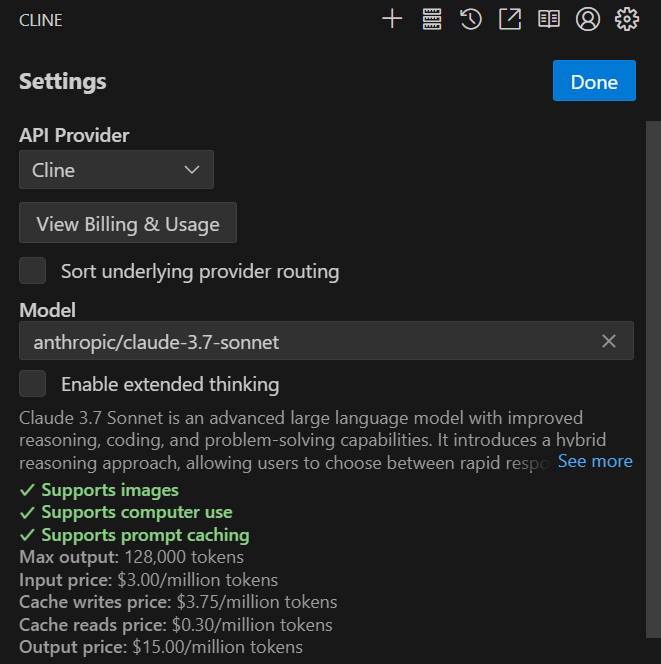 CLINE
Settings
Done
API Provider
Cline
View Billing & Usage
Sort underlying provider routing
Model
anthropic/claude-3.7-sonnet
Enable extended thinking
Claude 3.7 Sonnet is an advanced large language model with improved
reasoning, coding, and problem-solving capabilities. It introduces a hybrid
reasoning approach, allowing users to choose between rapid respo See more
✓ Supports images
✓ Supports computer use
✓ Supports prompt caching
Max output: 128,000 tokens
Input price: $3.00/million tokens
Cache writes price: $3.75/million tokens
Cache reads price: $0.30/million tokens
Output price: $15.00/million tokens